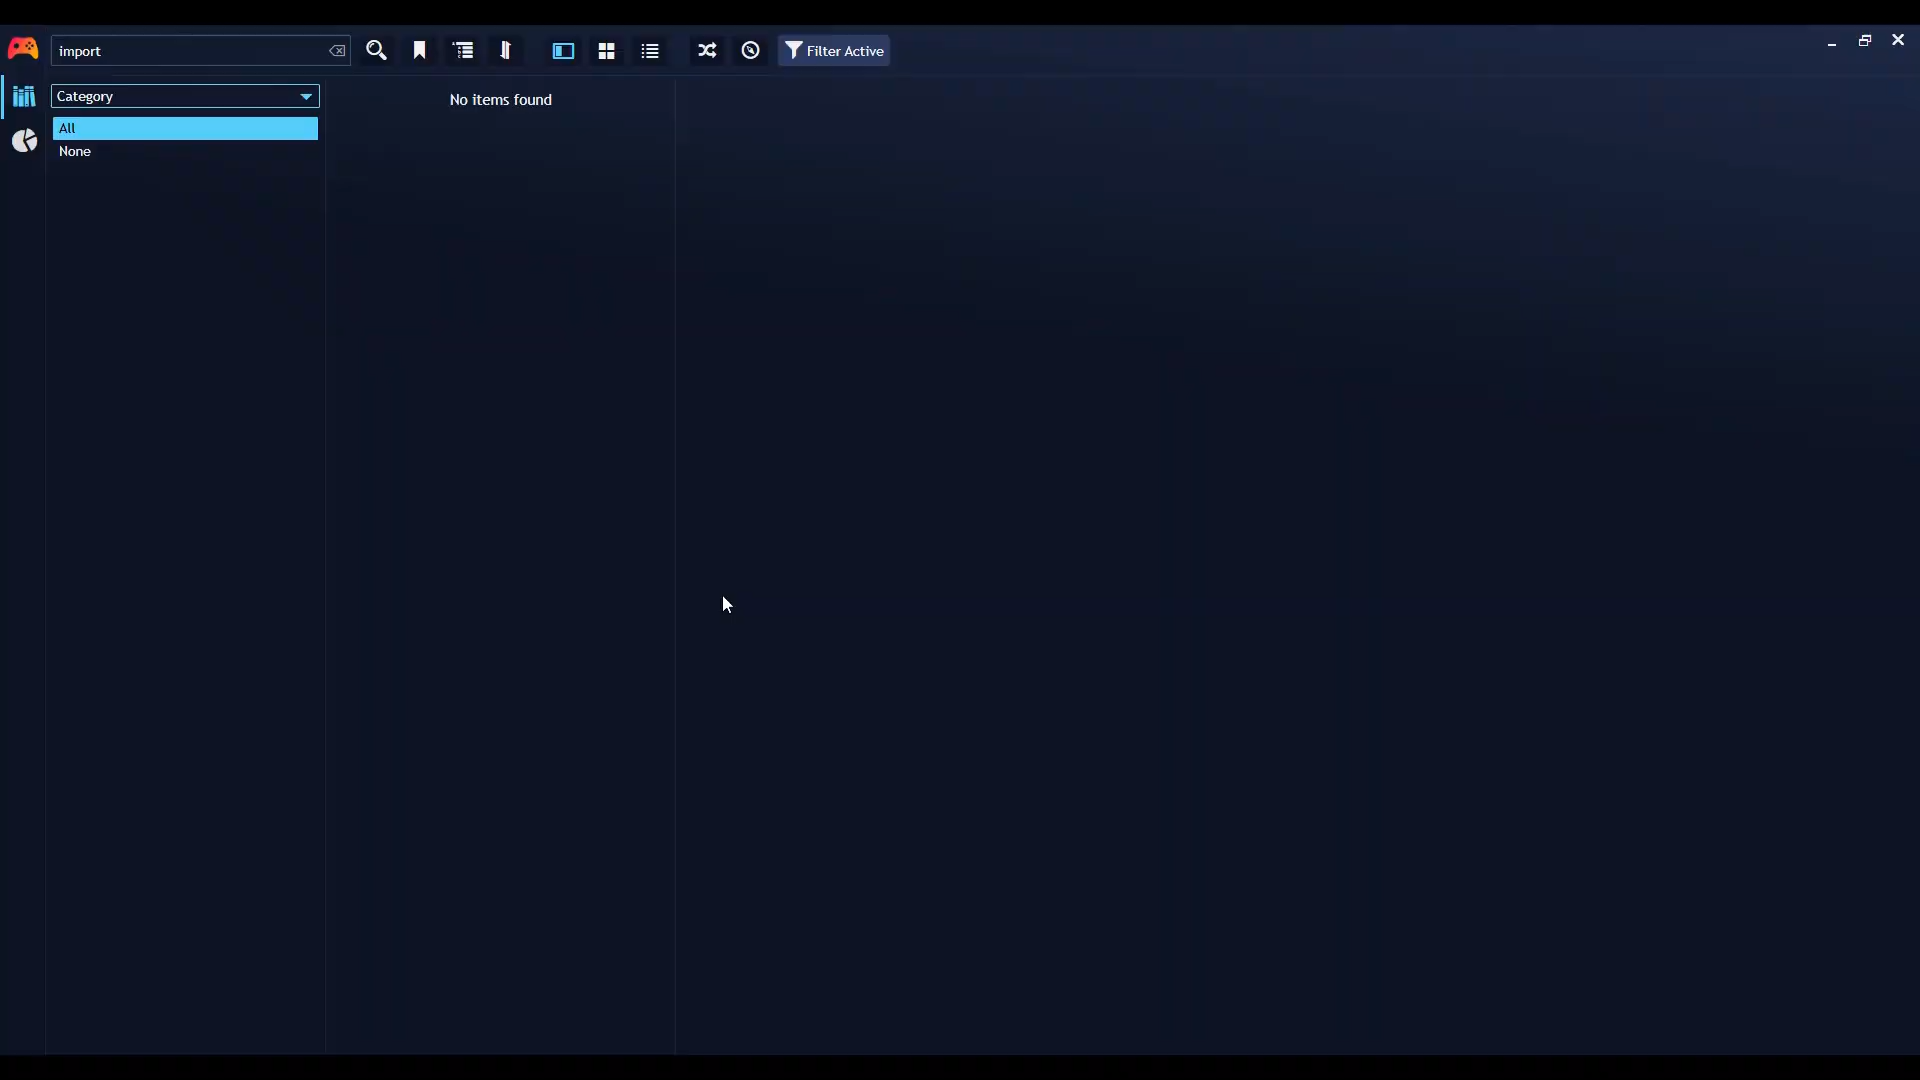 import
Filter Active
Category
All
None
No items found